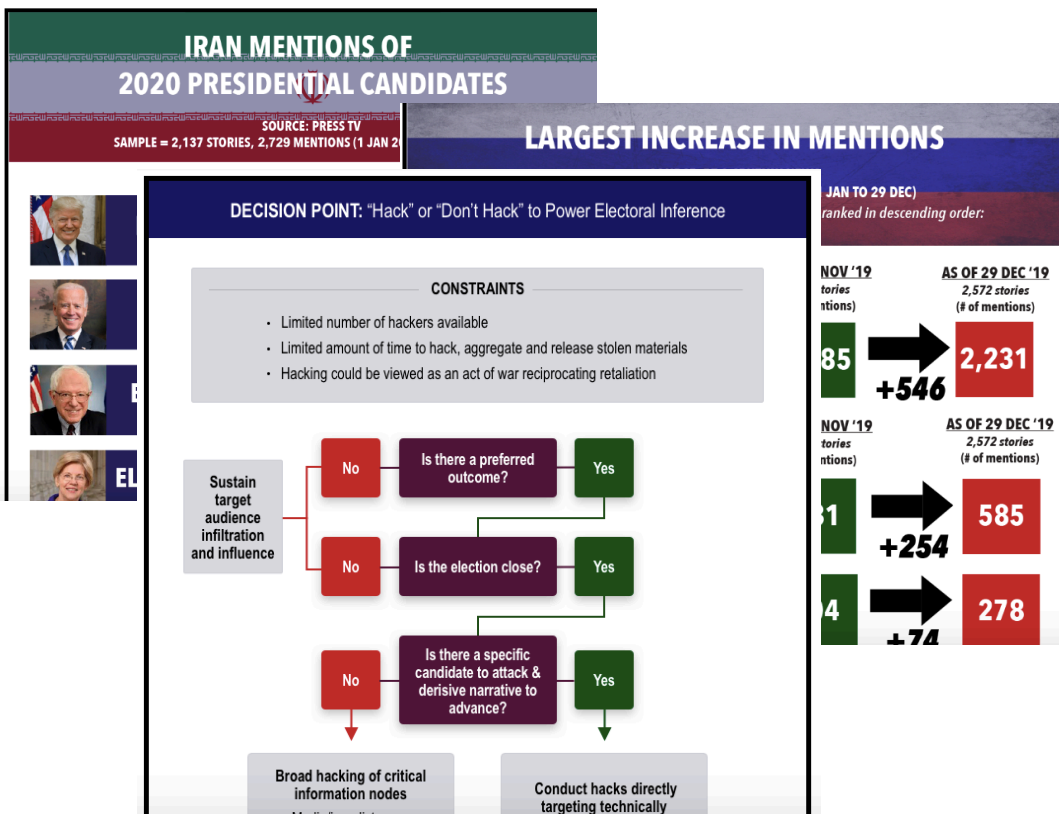 IRAN MENTIONS OF
2020 PRESIDENTIAL CANDIDATES
SOURCE: PRESS TV
SAMPLE = 2,137 STORIES, 2,729 MENTIONS (1 JAN
LARGEST INCREASE IN MENTIONS
JAN TO 29 DEC)
ranked in descending order:
NOV '19
tories
ntions)
85
+546
AS OF 29 DEC '19
2,572 stories
(# of mentions)
2,231
NOV '19
tories
ntions)
31
+254
AS OF 29 DEC '19
2,572 stories
(# of mentions)
585
+74
278
EL
DECISION POINT: “Hack” or “Don’t Hack” to Power Electoral Inference
CONSTRAINTS
• Limited number of hackers available
• Limited amount of time to hack, aggregate and release stolen materials
• Hacking could be viewed as an act of war reciprocating retaliation
Sustain
target
audience
infiltration
and influence
No
Is there a preferred
outcome?
Yes
No
Is the election close?
Yes
No
Is there a specific
candidate to attack &
derisive narrative to
advance?
Yes
Broad hacking of critical
information nodes
Conduct hacks directly
targeting technically